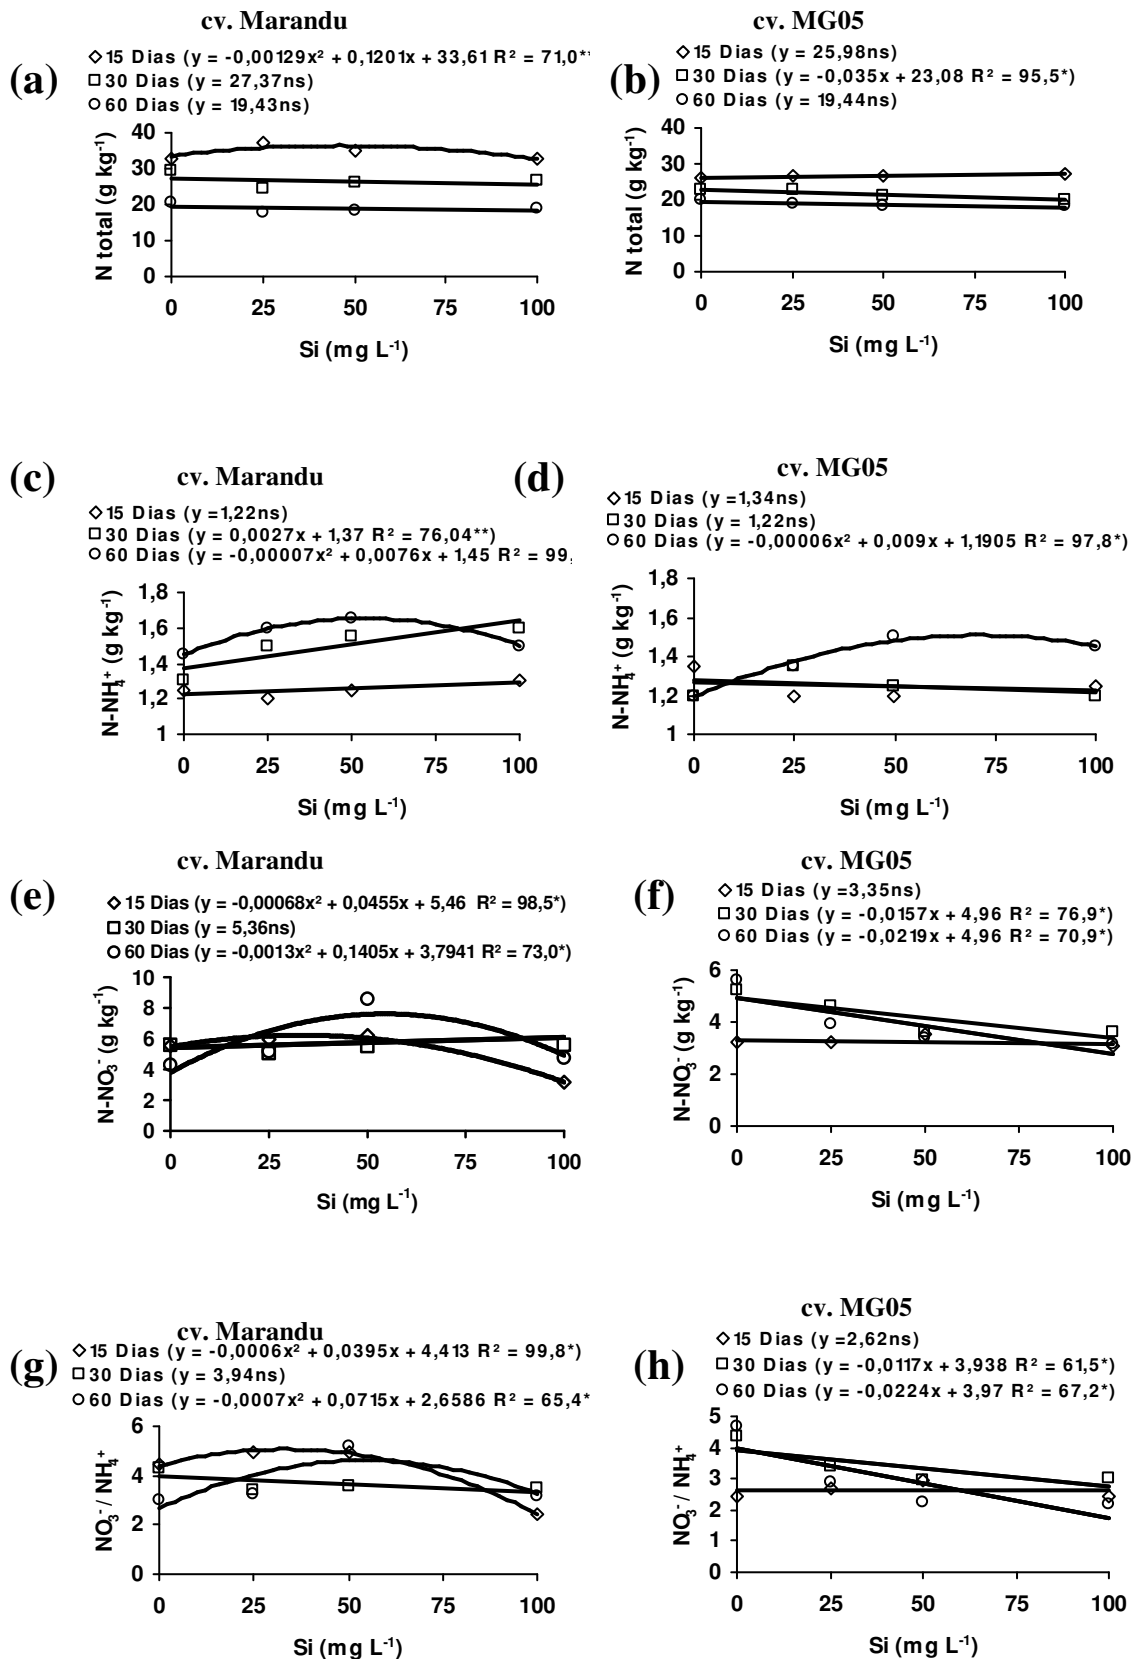 cv. Marandu
(a)
15 Dias (y = -0,00129x² + 0,1201x + 33,61 R² = 71,0*
30 Dias (y = 27,37ns)
60 Dias (y = 19,43ns)
N total (g kg⁻¹)
40
30
20
10
0
0 25 50 75 100
Si (mg L⁻¹)
cv. MG05
(b)
15 Dias (y = 25,98ns)
30 Dias (y = -0,035x + 23,08 R² = 95,5*)
60 Dias (y = 19,44ns)
N total (g kg⁻¹)
40
30
20
10
0
0 25 50 75 100
Si (mg L⁻¹)
(c)
cv. Marandu
15 Dias (y =1,22ns)
30 Dias (y = 0,0027x + 1,37 R² = 76,04**)
60 Dias (y = -0,00007x² + 0,0076x + 1,45 R² = 99,
N-NH₄⁺ (g kg⁻¹)
1,8
1,6
1,4
1,2
1
0 25 50 75 100
Si (mg L⁻¹)
(d)
cv. MG05
15 Dias (y =1,34ns)
30 Dias (y = 1,22ns)
60 Dias (y = -0,00006x² + 0,009x + 1,1905 R² = 97,8*)
N-NH₄⁺ (g kg⁻¹)
1,8
1,6
1,4
1,2
1
0 25 50 75 100
Si (mg L⁻¹)
cv. Marandu
(e)
15 Dias (y = -0,00068x² + 0,0455x + 5,46 R² = 98,5*)
30 Dias (y = 5,36ns)
60 Dias (y = -0,0013x² + 0,1405x + 3,7941 R² = 73,0*)
N-NO₃⁻ (g kg⁻¹)
10
8
6
4
2
0
0 25 50 75 100
Si (mg L⁻¹)
cv. MG05
(f)
15 Dias (y =3,35ns)
30 Dias (y = -0,0157x + 4,96 R² = 76,9*)
60 Dias (y = -0,0219x + 4,96 R² = 70,9*)
N-NO₃⁻ (g kg⁻¹)
6
4
2
0
0 25 50 75 100
Si (mg L⁻¹)
cv. Marandu
(g)
15 Dias (y = -0,0006x² + 0,0395x + 4,413 R² = 99,8*)
30 Dias (y = 3,94ns)
60 Dias (y = -0,0007x² + 0,0715x + 2,6586 R² = 65,4*
NO₃⁻ / NH₄⁺
6
4
2
0
0 25 50 75 100
Si (mg L⁻¹)
cv. MG05
(h)
15 Dias (y =2,62ns)
30 Dias (y = -0,0117x + 3,938 R² = 61,5*)
60 Dias (y = -0,0224x + 3,97 R² = 67,2*)
NO₃⁻ / NH₄⁺
5
4
3
2
1
0
0 25 50 75 100
Si (mg L⁻¹)